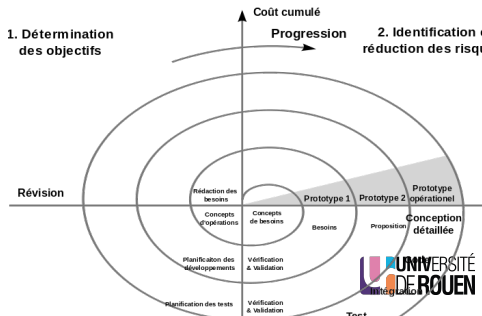 Coût cumulé
1. Détermination
des objectifs
Progression
2. Identification
réduction des risqu
Révision
Rédaction des
besoins
Prototype 1
Prototype 2
Prototype
opérationel
Concepts
d'opérations
Concepts
de besoins
Besoins
Proposition
Conception
détaillée
Planificaiton des
développements
Vérification
& Validation
Code
UNIVERSITÉ
DE ROUEN
Intégration
Planification des tests
Vérification
& Validation
Test